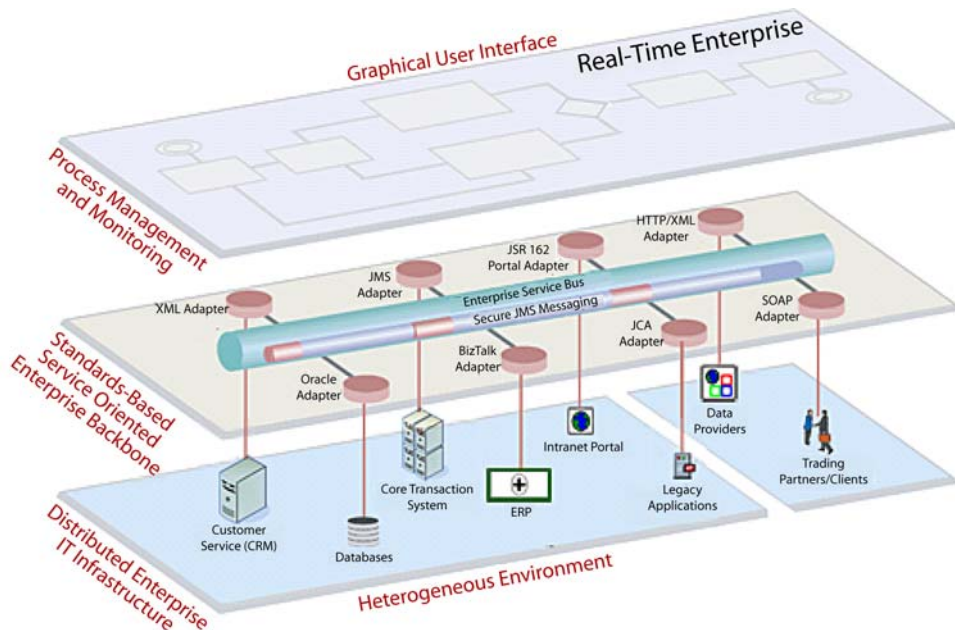 Graphical User Interface
Real-Time Enterprise
Process Management
and Monitoring
HTTP/XML
Adapter
JSR 162
Portal Adapter
JMS
Adapter
XML Adapter
Enterprise Service Bus
Secure JMS Messaging
SOAP
Adapter
JCA
Adapter
BizTalk
Adapter
Oracle
Adapter
Standards-Based
Service Oriented
Enterprise Backbone
Data
Providers
Intranet Portal
Trading
Partners/Clients
Core Transaction
System
Legacy
Applications
ERP
Customer
Service (CRM)
Databases
Distributed Enterprise
IT Infrastructure
Heterogeneous Environment